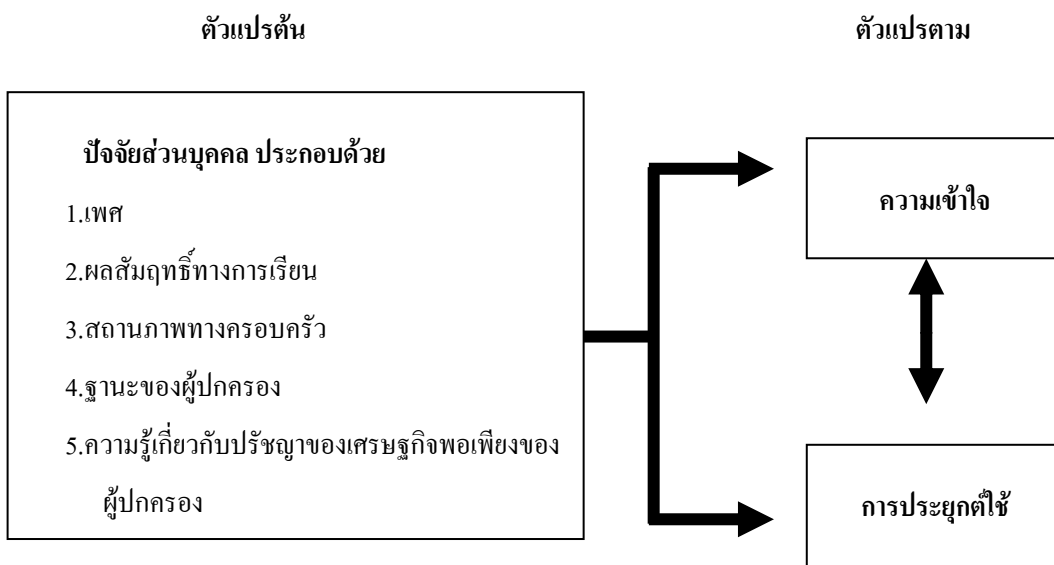 ตัวแปรต้น
ตัวแปรตาม
ปัจจัยส่วนบุคคล ประกอบด้วย
1.เพศ
2.ผลสัมฤทธิ์ทางการเรียน
3.สถานภาพทางครอบครัว
4.ฐานะของผู้ปกครอง
5.ความรู้เกี่ยวกับปรัชญาของเศรษฐกิจพอเพียงของ
ผู้ปกครอง
ความเข้าใจ
การประยุกต์ใช้